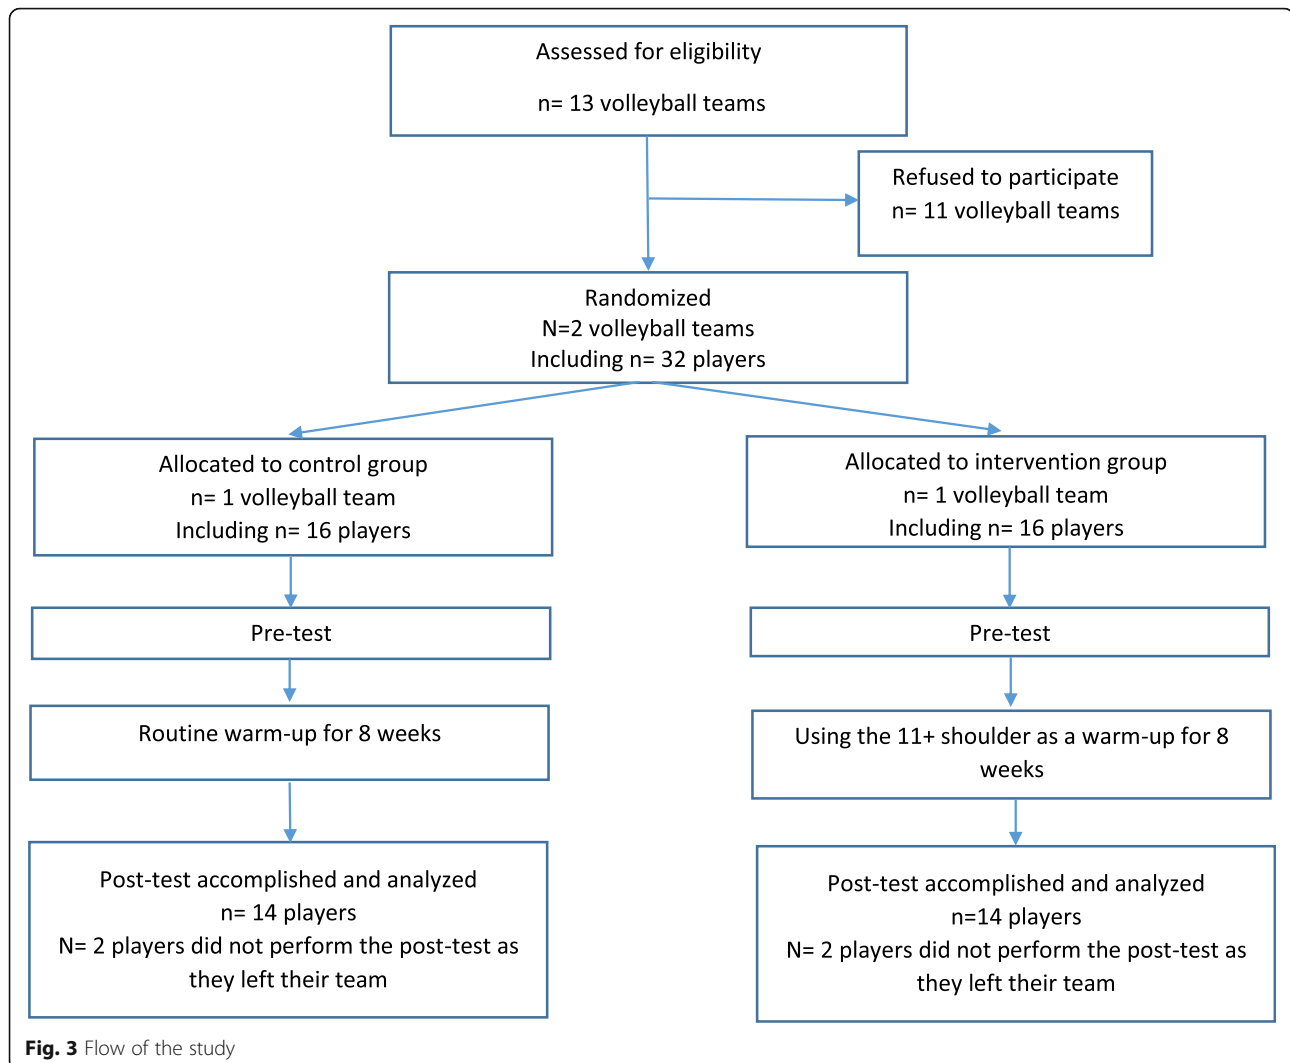 Assessed for eligibility
n= 13 volleyball teams
Refused to participate
n= 11 volleyball teams
Randomized
N=2 volleyball teams
Including n= 32 players
Allocated to control group
n= 1 volleyball team
Including n= 16 players
Allocated to intervention group
n= 1 volleyball team
Including n= 16 players
Pre-test
Pre-test
Routine warm-up for 8 weeks
Using the 11+ shoulder as a warm-up for 8
weeks
Post-test accomplished and analyzed
n= 14 players
N= 2 players did not perform the post-test as
they left their team
Post-test accomplished and analyzed
n=14 players
N= 2 players did not perform the post-test as
they left their team
Fig. 3 Flow of the study